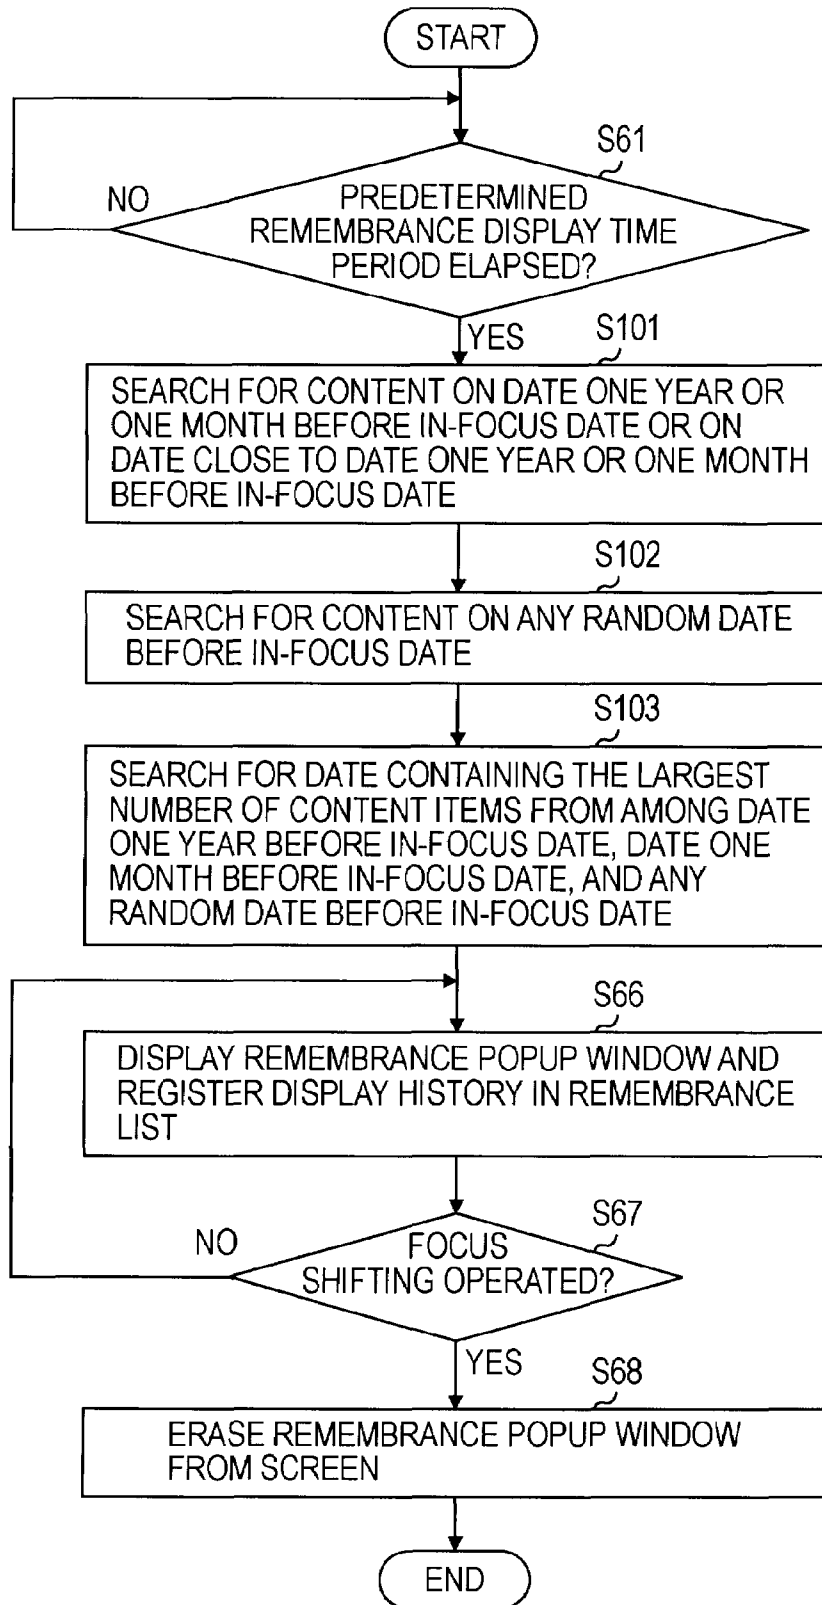 START
S61
NO
PREDETERMINED
REMEMBRANCE DISPLAY TIME
PERIOD ELAPSED?
YES
S101
SEARCH FOR CONTENT ON DATE ONE YEAR OR
ONE MONTH BEFORE IN-FOCUS DATE OR ON
DATE CLOSE TO DATE ONE YEAR OR ONE MONTH
BEFORE IN-FOCUS DATE
S102
SEARCH FOR CONTENT ON ANY RANDOM DATE
BEFORE IN-FOCUS DATE
S103
SEARCH FOR DATE CONTAINING THE LARGEST
NUMBER OF CONTENT ITEMS FROM AMONG DATE
ONE YEAR BEFORE IN-FOCUS DATE, DATE ONE
MONTH BEFORE IN-FOCUS DATE, AND ANY
RANDOM DATE BEFORE IN-FOCUS DATE
S66
DISPLAY REMEMBRANCE POPUP WINDOW AND
REGISTER DISPLAY HISTORY IN REMEMBRANCE
LIST
S67
NO
FOCUS
SHIFTING OPERATED?
YES
S68
ERASE REMEMBRANCE POPUP WINDOW
FROM SCREEN
END